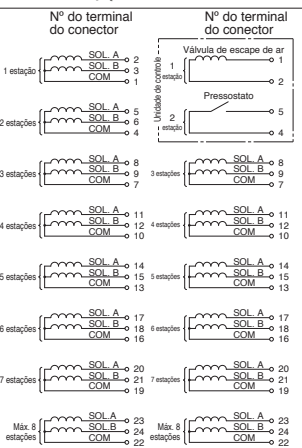 Nº do terminal
do conector
1 estação
SOL. A 2
SOL. B 3
COM 1
2 estações
SOL. A 5
SOL. B 6
COM 4
3 estações
SOL. A 8
SOL. B 9
COM 7
4 estações
SOL. A 11
SOL. B 12
COM 10
5 estações
SOL. A 14
SOL. B 15
COM 13
6 estações
SOL. A 17
SOL. B 18
COM 16
7 estações
SOL. A 20
SOL. B 21
COM 19
Máx. 8
estações
SOL.A 23
SOL.B 24
COM 22
Nº do terminal
do conector
Unidade de controle
Válvula de escape de ar
1
estação
1
2
Pressostato
2
estação
5
4
3 estações
SOL. A 8
SOL. B 9
COM 7
4 estações
SOL. A 11
SOL. B 12
COM 10
5 estações
SOL. A 14
SOL. B 15
COM 13
6 estações
SOL. A 17
SOL. B 18
COM 16
7 estações
SOL. A 20
SOL. B 21
COM 19
Máx. 8
estações
SOL. A 23
SOL. B 24
COM 22